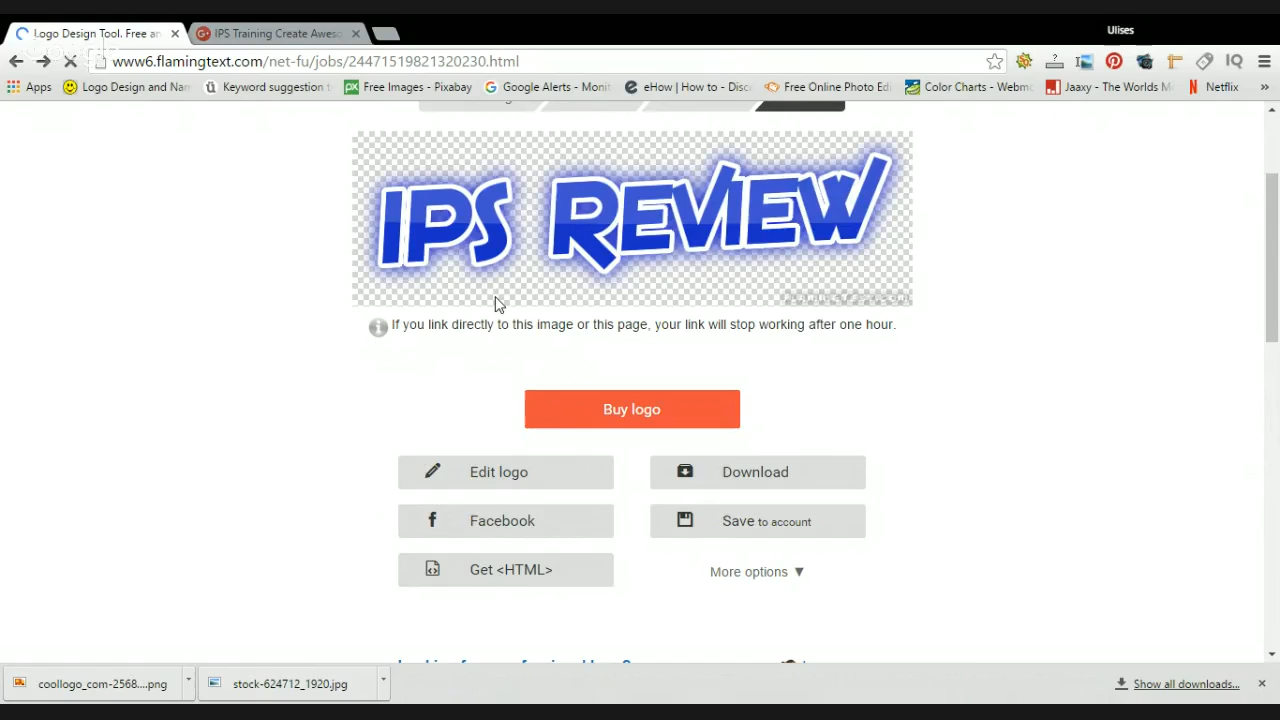 Ulises
Logo Design Tool. Free an
IPS Training Create Aweso
www6.flamingtext.com/net-fu/jobs/24471519821320230.html
Apps
Logo Design and Nam
Keyword suggestion t
Free Images - Pixabay
Google Alerts - Monit
eHow | How to - Disc
Free Online Photo Edi
Color Charts - Webm
Jaaxy - The Worlds M
Netflix
»
IPS REVIEW
FLAMINGTEXT.COM
If you link directly to this image or this page, your link will stop working after one hour.
Buy logo
Edit logo
Download
Facebook
Save to account
Get <HTML>
More options ▼
coollogo_com-2568....png
stock-624712_1920.jpg
Show all downloads...